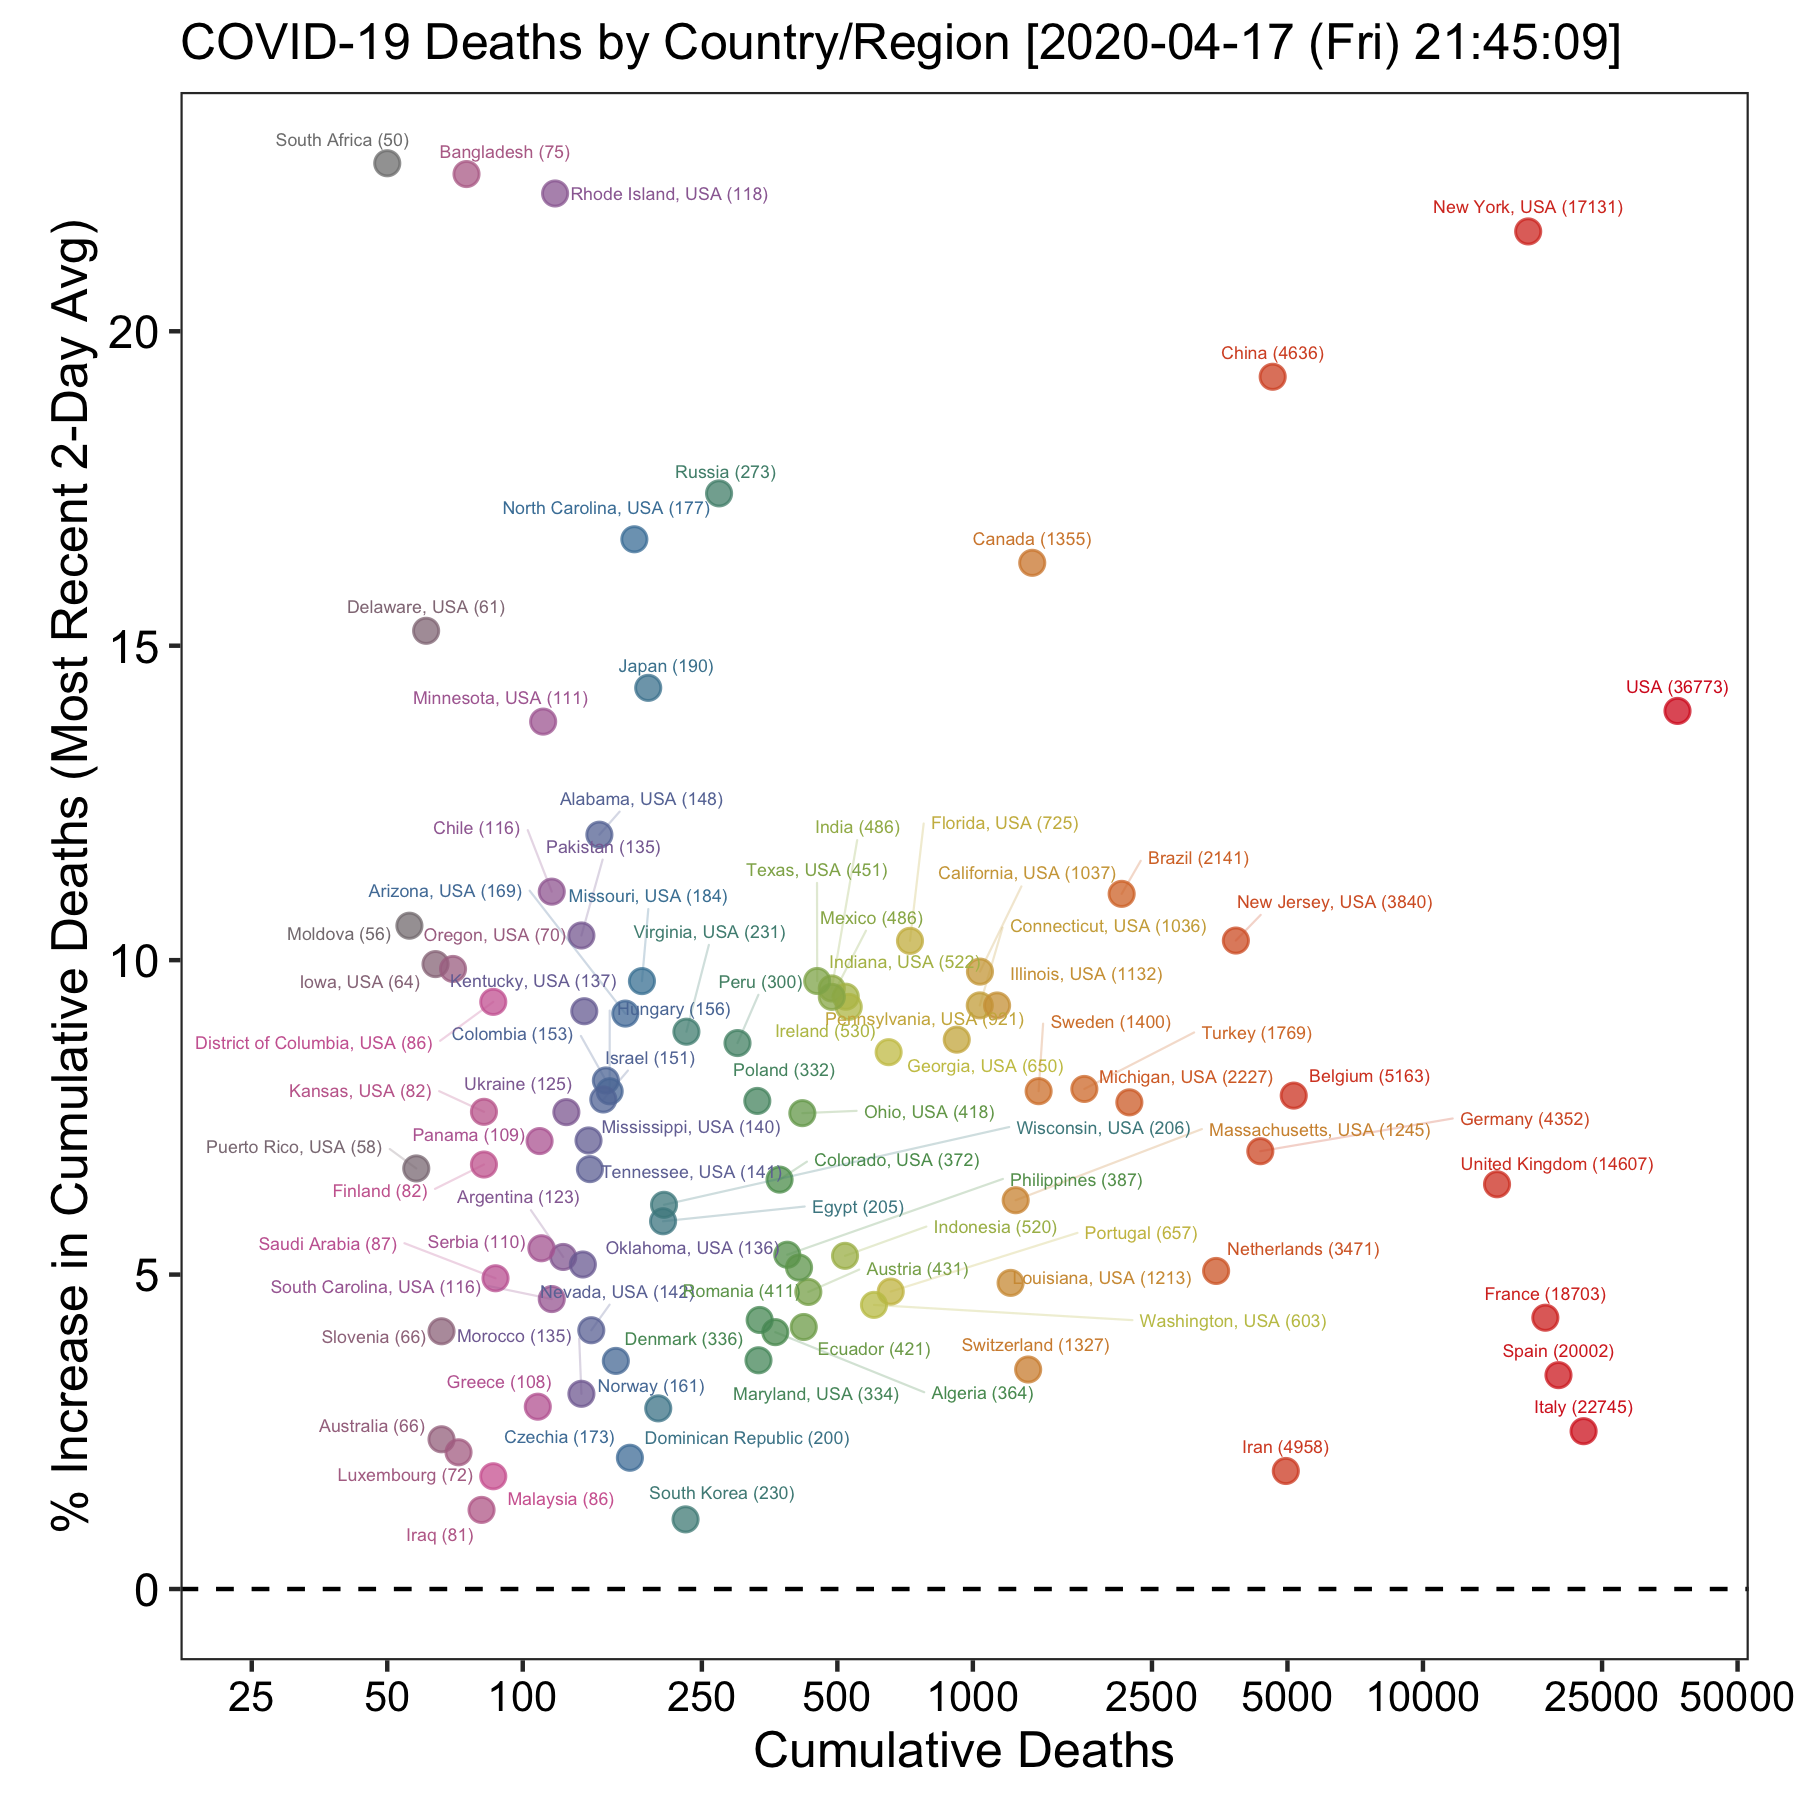 COVID-19 Deaths by Country/Region [2020-04-17 (Fri) 21:45:09]
% Increase in Cumulative Deaths (Most Recent 2-Day Avg)
20
15
10
5
0
South Africa (50)
Bangladesh (75)
Rhode Island, USA (118)
New York, USA (17131)
China (4636)
Russia (273)
North Carolina, USA (177)
Canada (1355)
Delaware, USA (61)
Japan (190)
USA (36773)
Minnesota, USA (111)
Alabama, USA (148)
Chile (116)
India (486)
Florida, USA (725)
Pakistan (135)
Brazil (2141)
Texas, USA (451)
California, USA (1037)
Arizona, USA (169)
Missouri, USA (184)
New Jersey, USA (3840)
Mexico (486)
Connecticut, USA (1036)
Moldova (56)
Oregon, USA (70)
Virginia, USA (231)
Indiana, USA (522)
Illinois, USA (1132)
Iowa, USA (64)
Kentucky, USA (137)
Peru (300)
Hungary (156)
Pennsylvania, USA (921)
Sweden (1400)
Ireland (530)
Turkey (1769)
Colombia (153)
District of Columbia, USA (86)
Israel (151)
Georgia, USA (650)
Poland (332)
Michigan, USA (2227)
Belgium (5163)
Ukraine (125)
Kansas, USA (82)
Ohio, USA (418)
Germany (4352)
Mississippi, USA (140)
Wisconsin, USA (206)
Massachusetts, USA (1245)
Panama (109)
Puerto Rico, USA (58)
Colorado, USA (372)
United Kingdom (14607)
Tennessee, USA (141)
Philippines (387)
Finland (82)
Argentina (123)
Egypt (205)
Indonesia (520)
Portugal (657)
Saudi Arabia (87)
Serbia (110)
Oklahoma, USA (136)
Netherlands (3471)
Austria (431)
Louisiana, USA (1213)
South Carolina, USA (116)
Nevada, USA (142)
Romania (411)
France (18703)
Washington, USA (603)
Slovenia (66)
Morocco (135)
Denmark (336)
Ecuador (421)
Switzerland (1327)
Spain (20002)
Greece (108)
Norway (161)
Maryland, USA (334)
Algeria (364)
Italy (22745)
Australia (66)
Czechia (173)
Dominican Republic (200)
Iran (4958)
Luxembourg (72)
Malaysia (86)
South Korea (230)
Iraq (81)
25
50
100
250
500
1000
2500
5000
10000
25000
50000
Cumulative Deaths